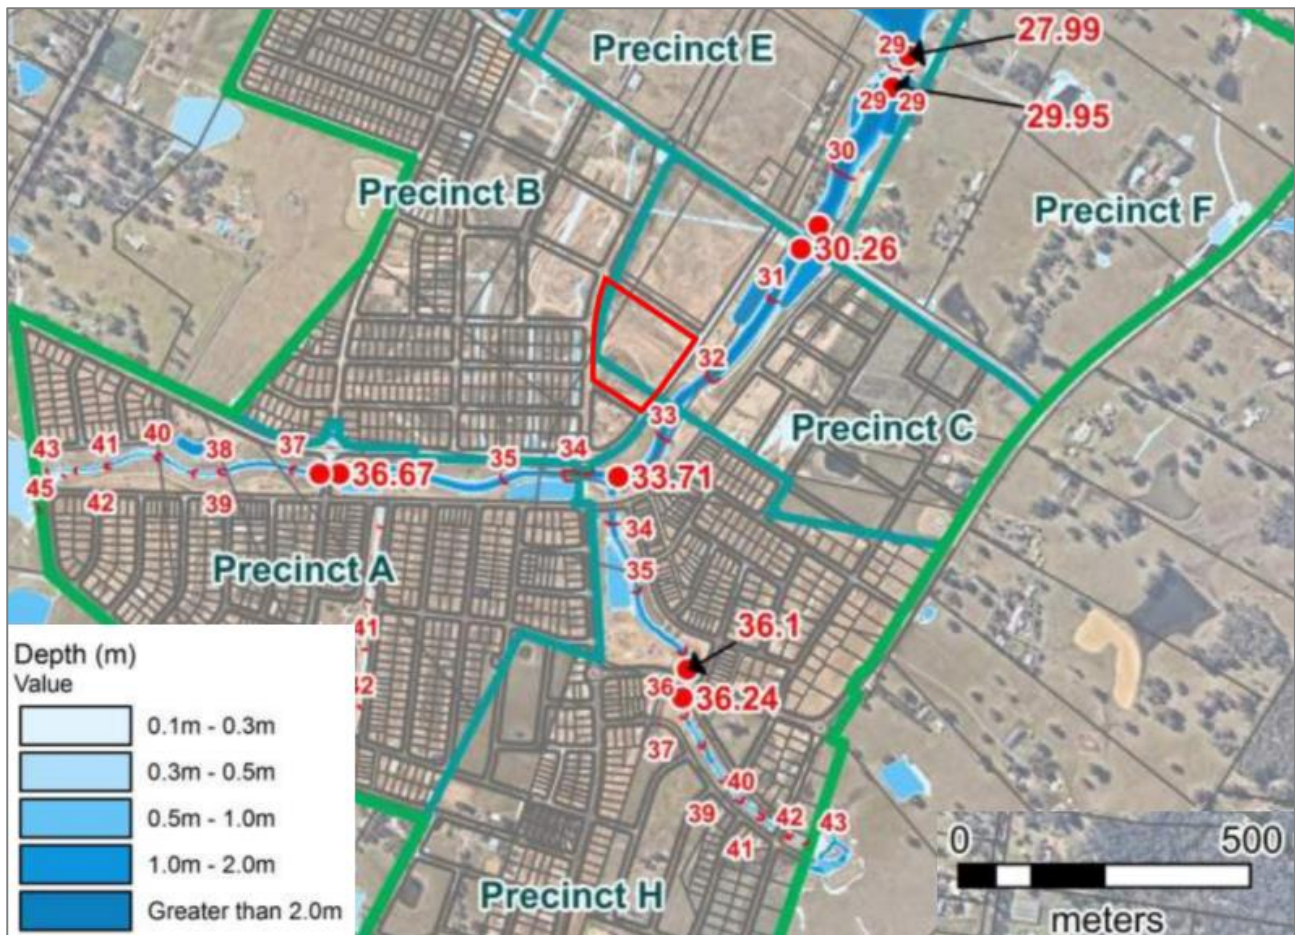 27.99
29
Precinct E
29
29
29.95
30
Precinct B
Precinct F
30.26
31
32
33
Precinct C
43
41
40
38
37
36.67
35
34
33.71
45
42
39
34
35
Precinct A
41
36.1
42
36
36.24
37
40
39
42
43
41
Precinct H
Depth (m)
Value
0.1m - 0.3m
0.3m - 0.5m
0.5m - 1.0m
1.0m - 2.0m
Greater than 2.0m
0 500
meters